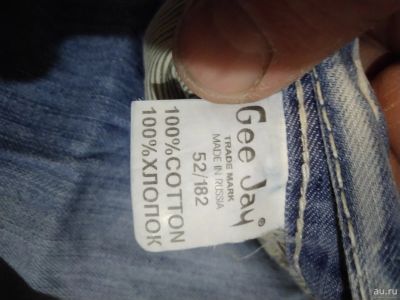 Gee Jay®
TRADE MARK
MADE IN RUSSIA
52/182
100%COTTON
100%ХЛОПОК
au.ru